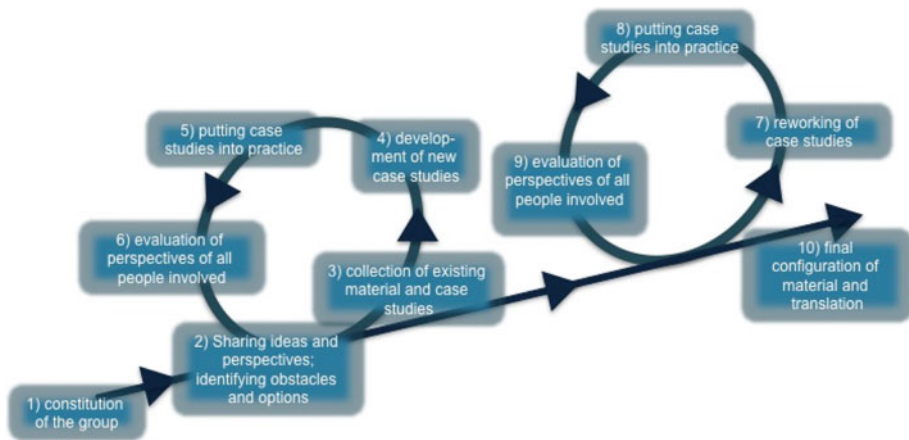 1) constitution
of the group
2) Sharing ideas and
perspectives;
identifying obstacles
and options
3) collection of existing
material and case
studies
4) develop-
ment of new
case studies
5) putting case
studies into practice
6) evaluation of
perspectives of all
people involved
7) reworking of
case studies
8) putting case
studies into practice
9) evaluation of
perspectives of all
people involved
10) final
configuration of
material and
translation